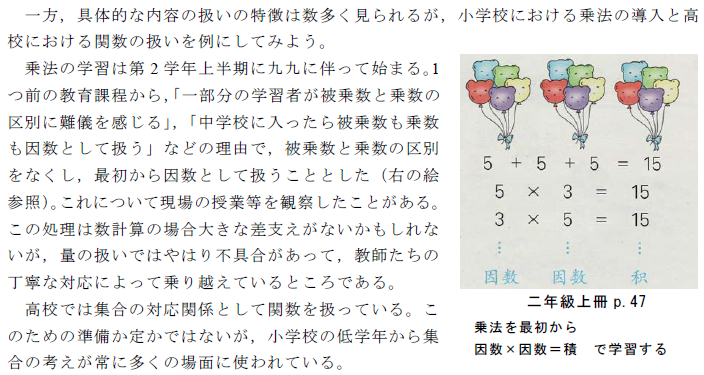 一方，具体的な内容の扱いの特徴は数多く見られるが，小学校における乗法の導入と高
校における関数の扱いを例にしてみよう。
乗法の学習は第２学年上半期に九九に伴って始まる。1
つ前の教育課程から，「一部分の学習者が被乗数と乗数の
区別に難儀を感じる」，「中学校に入ったら被乗数も乗数
も因数として扱う」などの理由で，被乗数と乗数の区別
をなくし，最初から因数として扱うこととした（右の絵
参照）。これについて現場の授業等を観察したことがある。
この処理は数計算の場合大きな差支えがないかもしれな
いが，量の扱いではやはり不具合があって，教師たちの
丁寧な対応によって乗り越えているところである。
高校では集合の対応関係として関数を扱っている。こ
のための準備か定かではないが，小学校の低学年から集
合の考えが常に多くの場面に使われている。
5 + 5 + 5 = 15
5 × 3 = 15
3 × 5 = 15
⋮ ⋮ ⋮
因数 因数 积
二年級上冊 p. 47
乗法を最初から
因数×因数＝積　で学習する